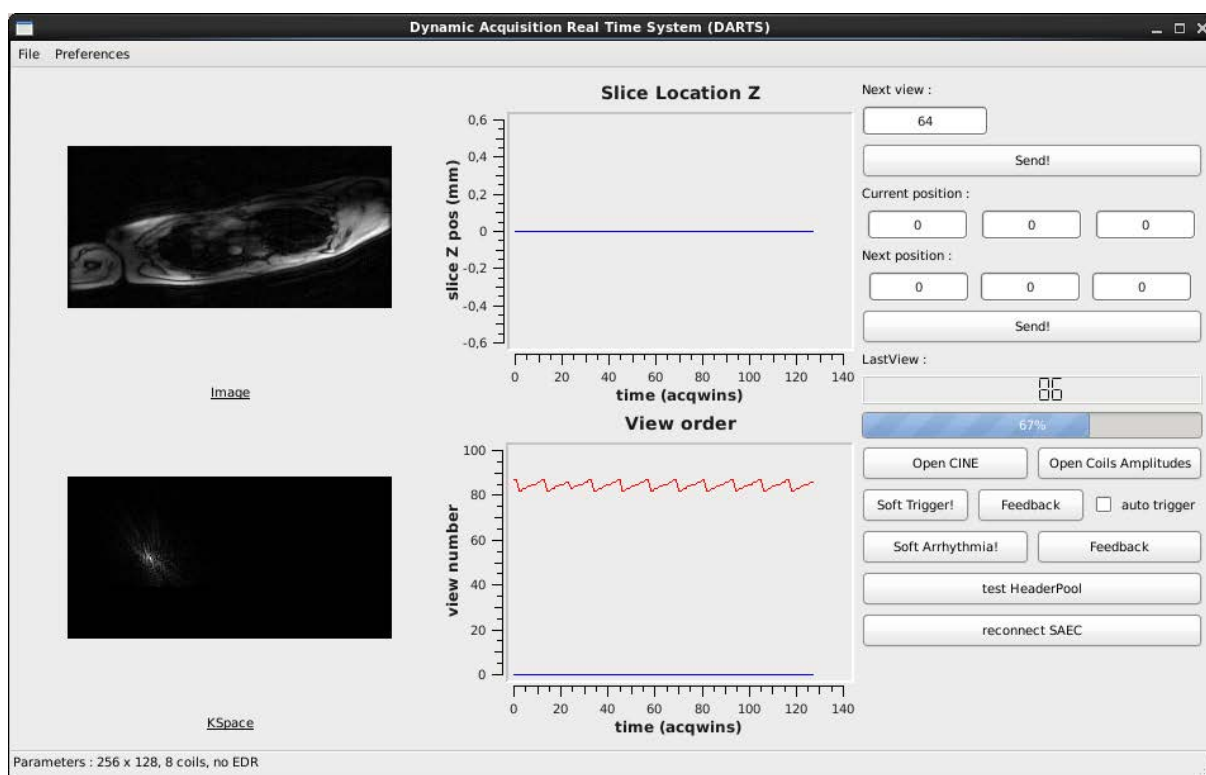 Dynamic Acquisition Real Time System (DARTS)
File Preferences
Slice Location Z
0,6
0,4
0,2
0
-0,2
-0,4
-0,6
slice Z pos (mm)
0 20 40 60 80 100 120 140
time (acqwins)
Image
View order
100
80
60
40
20
0
view number
0 20 40 60 80 100 120 140
time (acqwins)
KSpace
Next view :
64
Send!
Current position :
0 0 0
Next position :
0 0 0
Send!
LastView :
86
67%
Open CINE Open Coils Amplitudes
Soft Trigger! Feedback auto trigger
Soft Arrhythmia! Feedback
test HeaderPool
reconnect SAEC
Parameters : 256 x 128, 8 coils, no EDR